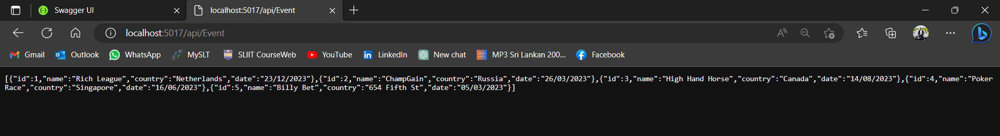 Swagger UI
localhost:5017/api/Event
localhost:5017/api/Event
Gmail Outlook WhatsApp MySLT SLIIT CourseWeb YouTube LinkedIn New chat MP3 Sri Lankan 200... Facebook
[{"id":1,"name":"Rich League","country":"Netherlands","date":"23/12/2023"},{"id":2,"name":"ChampGain","country":"Russia","date":"26/03/2023"},{"id":3,"name":"High Hand Horse","country":"Canada","date":"14/08/2023"},{"id":4,"name":"Poker
Race","country":"Singapore","date":"16/06/2023"},{"id":5,"name":"Billy Bet","country":"654 Fifth St","date":"05/03/2023"}]